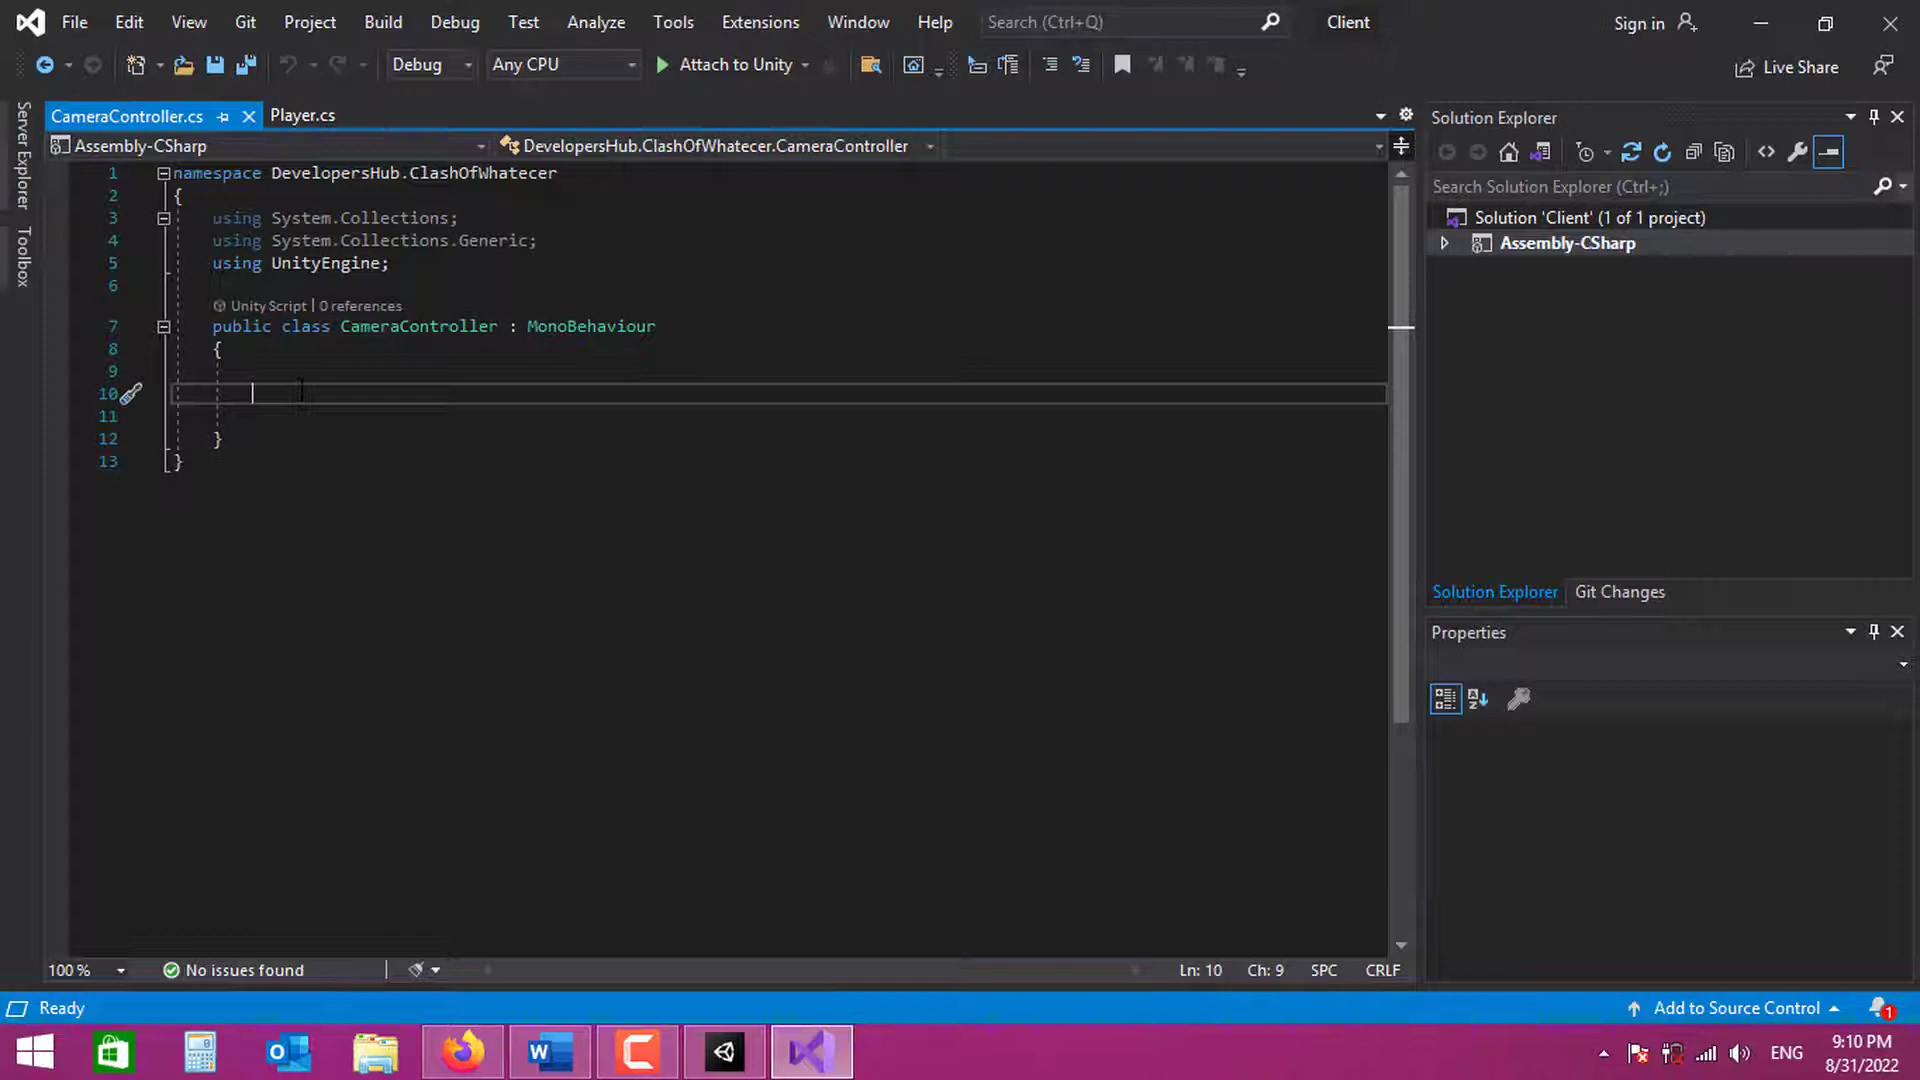 File Edit View Git Project Build Debug Test Analyze Tools Extensions Window Help Search (Ctrl+Q) Client Sign in
Debug Any CPU Attach to Unity Live Share
Server Explorer
Toolbox
CameraController.cs Player.cs
Assembly-CSharp DevelopersHub.ClashOfWhatecer.CameraController
1 namespace DevelopersHub.ClashOfWhatecer
2 {
3 using System.Collections;
4 using System.Collections.Generic;
5 using UnityEngine;
6
Unity Script | 0 references
7 public class CameraController : MonoBehaviour
8 {
9
10
11
12 }
13 }
100 % No issues found Ln: 10 Ch: 9 SPC CRLF
Solution Explorer
Search Solution Explorer (Ctrl+;)
Solution 'Client' (1 of 1 project)
Assembly-CSharp
Solution Explorer Git Changes
Properties
Ready Add to Source Control 1
ENG 9:10 PM
8/31/2022